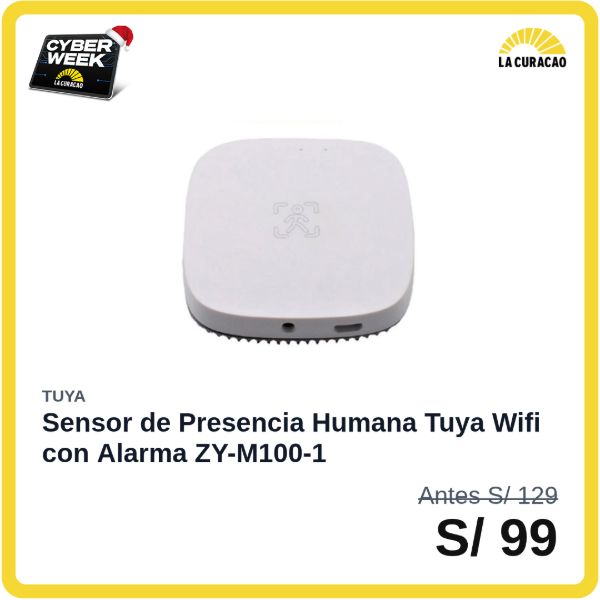 CYBER
WEEK
LA CURACAO
LA CURACAO
TUYA
Sensor de Presencia Humana Tuya Wifi
con Alarma ZY-M100-1
Antes S/ 129
S/ 99